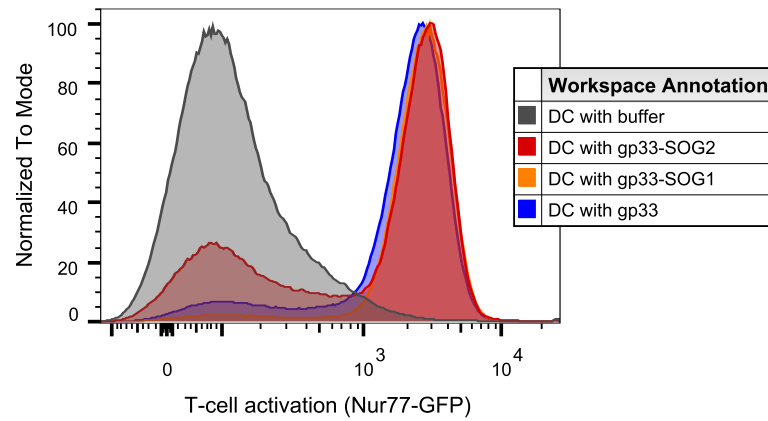 Normalized To Mode
100
80
60
40
20
0
0
10 3
10 4
T-cell activation (Nur77-GFP)
Workspace Annotation
DC with buffer
DC with gp33-SOG2
DC with gp33-SOG1
DC with gp33